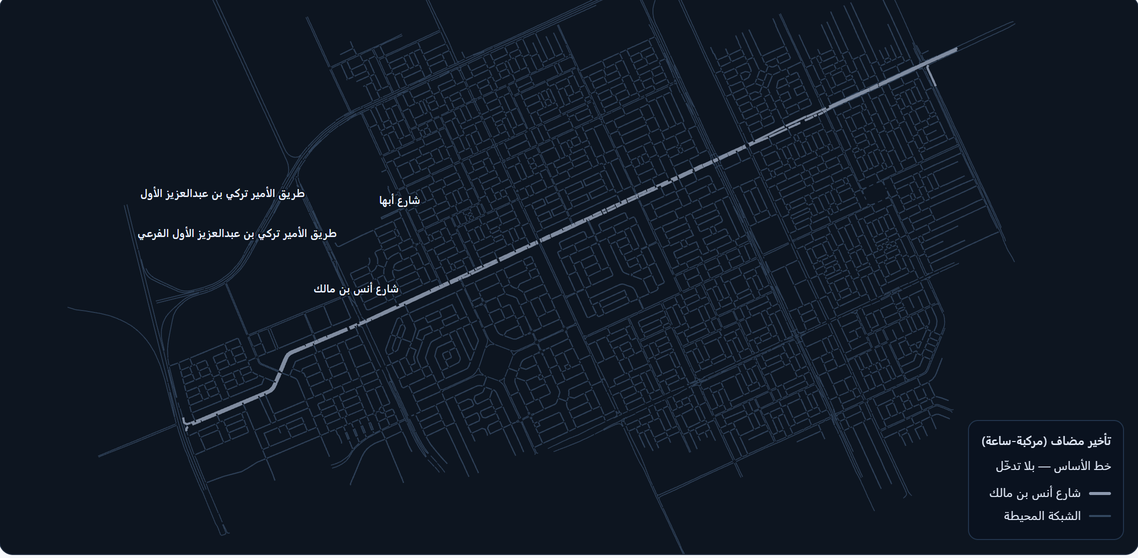 طريق الأمير تركي بن عبدالعزيز الأول
شارع أبها
طريق الأمير تركي بن عبدالعزيز الأول الفرعي
شارع أنس بن مالك
تأخير مضاف (مركبة-ساعة)
خط الأساس — بلا تدخّل
شارع أنس بن مالك
الشبكة المحيطة